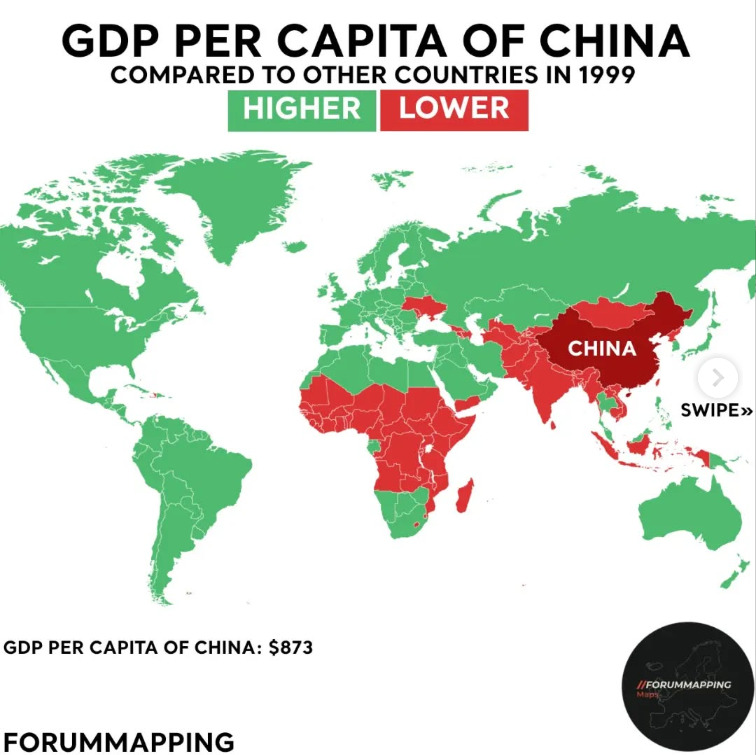 GDP PER CAPITA OF CHINA
COMPARED TO OTHER COUNTRIES IN 1999
HIGHER LOWER
CHINA
SWIPE»
GDP PER CAPITA OF CHINA: $873
//FORUMMAPPING
Maps
FORUMMAPPING